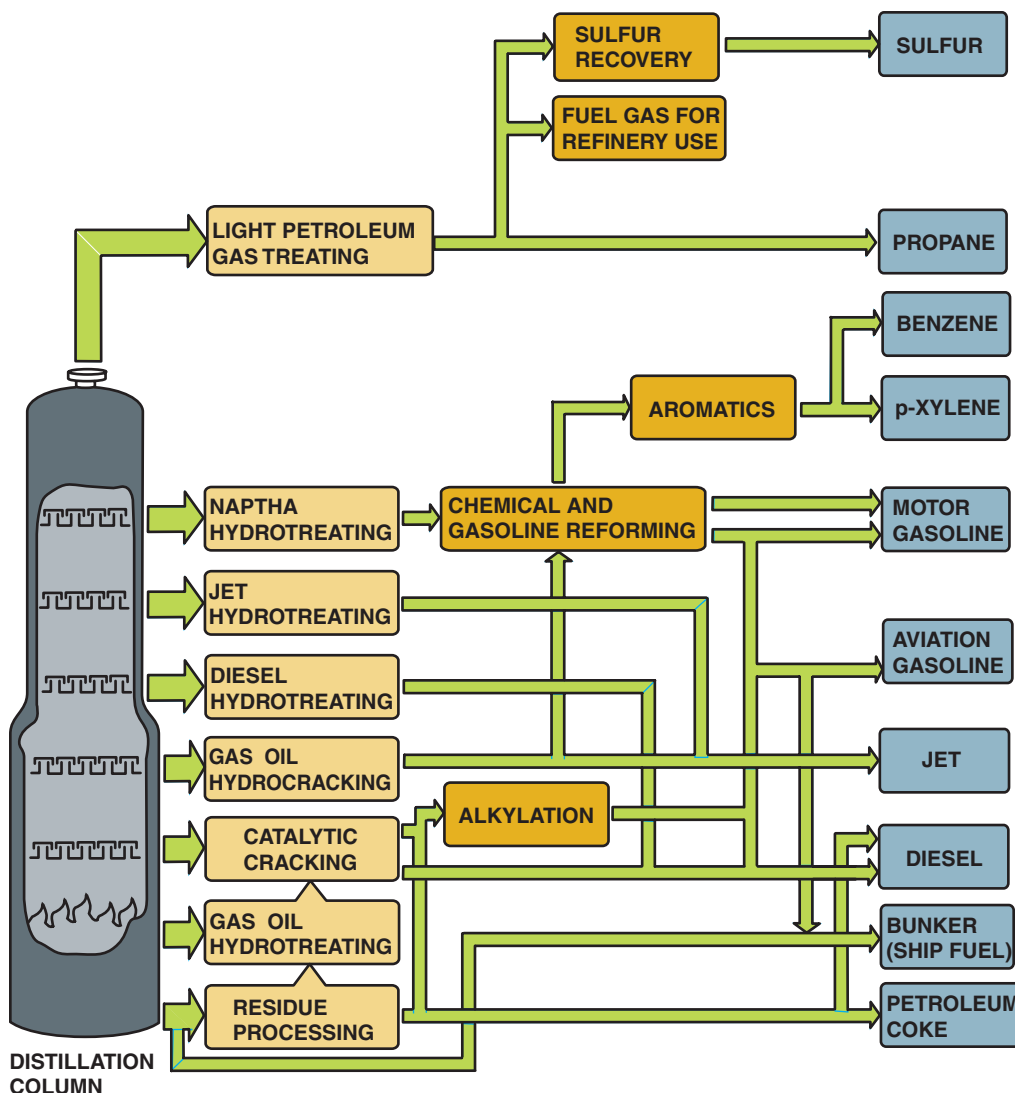 SULFUR
RECOVERY
SULFUR
FUEL GAS FOR
REFINERY USE
LIGHT PETROLEUM
GAS TREATING
PROPANE
BENZENE
AROMATICS
p-XYLENE
NAPTHA
HYDROTREATING
CHEMICAL AND
GASOLINE REFORMING
MOTOR
GASOLINE
JET
HYDROTREATING
AVIATION
GASOLINE
DIESEL
HYDROTREATING
GAS OIL
HYDROCRACKING
JET
ALKYLATION
CATALYTIC
CRACKING
DIESEL
GAS OIL
HYDROTREATING
BUNKER
(SHIP FUEL)
RESIDUE
PROCESSING
PETROLEUM
COKE
DISTILLATION
COLUMN